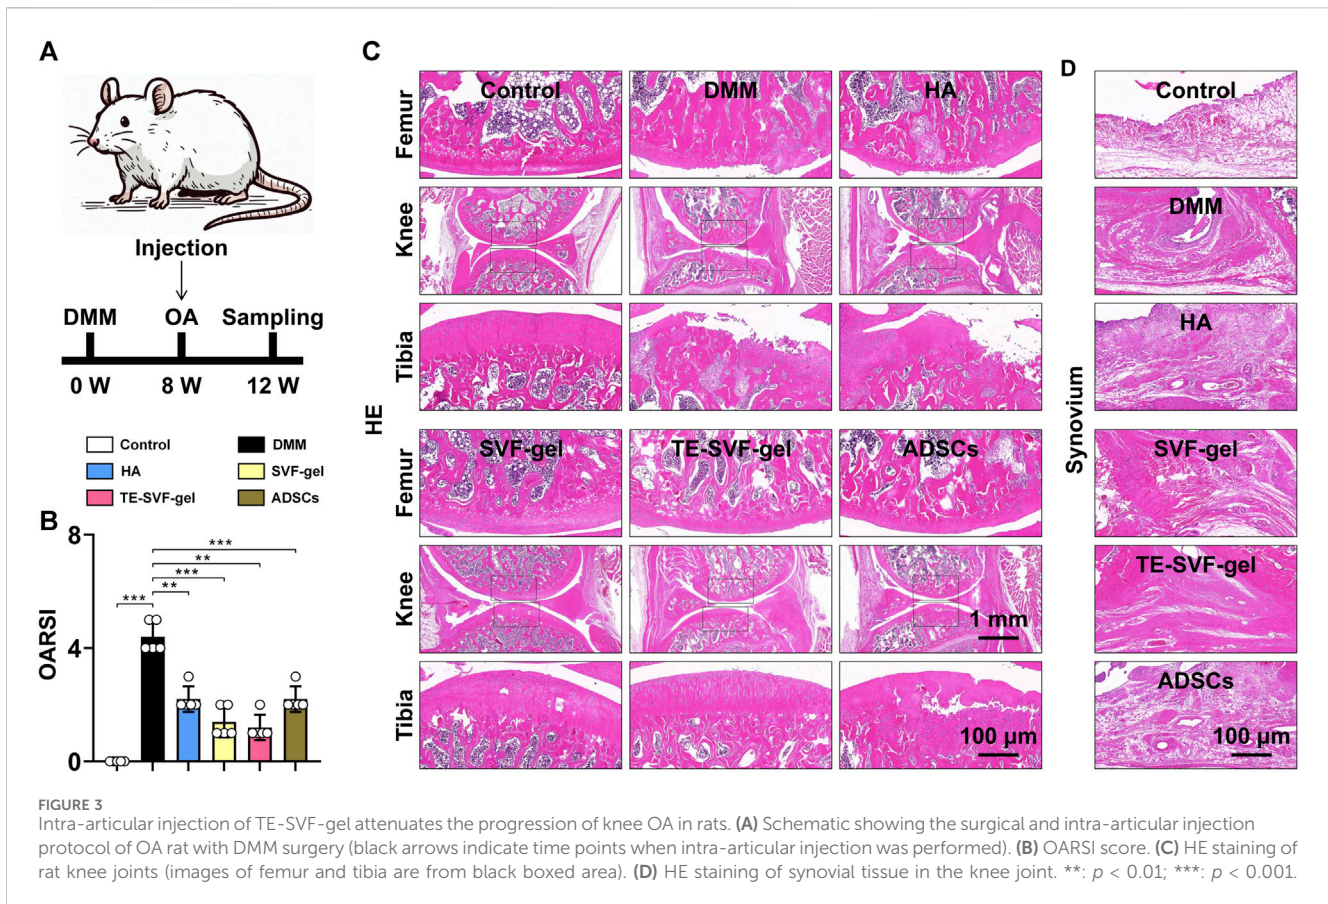 A
Injection
DMM OA Sampling
0 W 8 W 12 W
Control DMM
HA SVF-gel
TE-SVF-gel ADSCs
B
OARSI
8
4
0
***
**
***
**
***
C
HE
Femur
Knee
Tibia
Control DMM HA
Femur
Knee
Tibia
SVF-gel TE-SVF-gel ADSCs
1 mm
100 μm
D
Synovium
Control
DMM
HA
SVF-gel
TE-SVF-gel
ADSCs
100 μm
FIGURE 3
Intra-articular injection of TE-SVF-gel attenuates the progression of knee OA in rats. (A) Schematic showing the surgical and intra-articular injection
protocol of OA rat with DMM surgery (black arrows indicate time points when intra-articular injection was performed). (B) OARSI score. (C) HE staining of
rat knee joints (images of femur and tibia are from black boxed area). (D) HE staining of synovial tissue in the knee joint. **: p < 0.01; ***: p < 0.001.